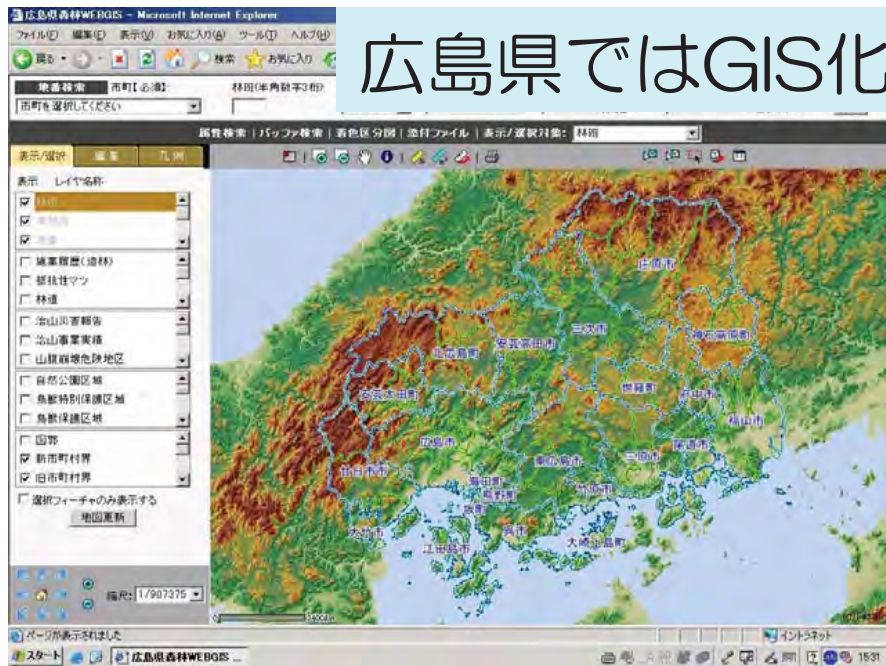 広島県森林WEBGIS - Microsoft Internet Explorer
広島県ではGIS化
ファイル(F) 編集(E) 表示(V) お気に入り(A) ツール(T) ヘルプ(H)
戻る 検索 お気に入り
地番検索 市町【必須】 林班(半角数字3桁)
市町を選択してください
属性検索 | バッファ検索 | 着色区分図 | 添付ファイル | 表示/選択対象: 林班
表示/選択 編集 凡例
表示 レイヤ名称
林班
施業履歴(造林)
抵抗性マツ
林道
治山災害報告
治山事業実績
山腹崩壊危険地区
自然公園区域
鳥獣特別保護区域
鳥獣保護区域
図郭
新市町村界
旧市町村界
選択フィーチャのみ表示する
地図更新
縮尺: 1/907375
庄原市
三次市
神石高原町
安芸高田市
北広島町
安芸太田町
世羅町
府中市
福山市
広島市
尾道市
東広島市
三原市
廿日市市
海田町
熊野町
竹原市
坂町
呉市
大竹市
江田島市
大崎上島町
ページが表示されました
イントラネット
スタート
広島県森林WEBGIS ...
15:31